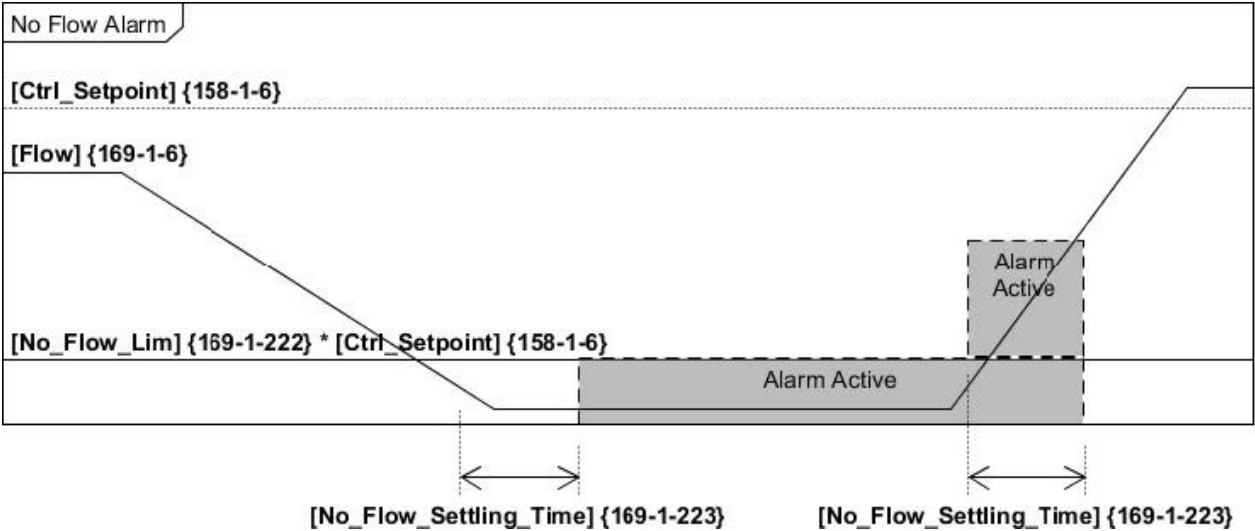 No Flow Alarm
[Ctrl_Setpoint] {158-1-6}
[Flow] {169-1-6}
Alarm
Active
[No_Flow_Lim] {169-1-222} * [Ctrl_Setpoint] {158-1-6}
Alarm Active
[No_Flow_Settling_Time] {169-1-223} [No_Flow_Settling_Time] {169-1-223}